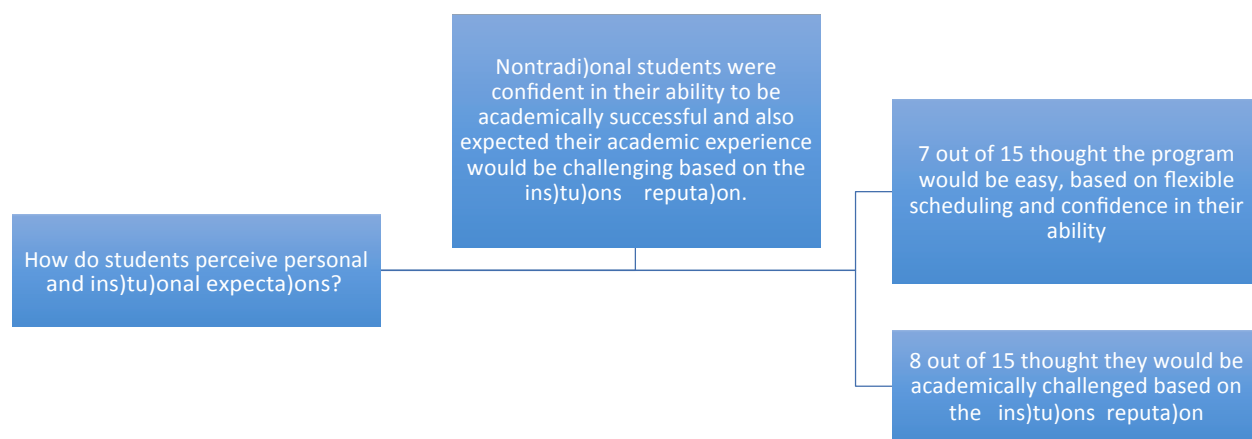 Nontradi)onal students were
confident in their ability to be
academically successful and also
expected their academic experience
would be challenging based on the
ins)tu)ons reputa)on.
How do students perceive personal
and ins)tu)onal expecta)ons?
7 out of 15 thought the program
would be easy, based on flexible
scheduling and confidence in their
ability
8 out of 15 thought they would be
academically challenged based on
the ins)tu)ons reputa)on